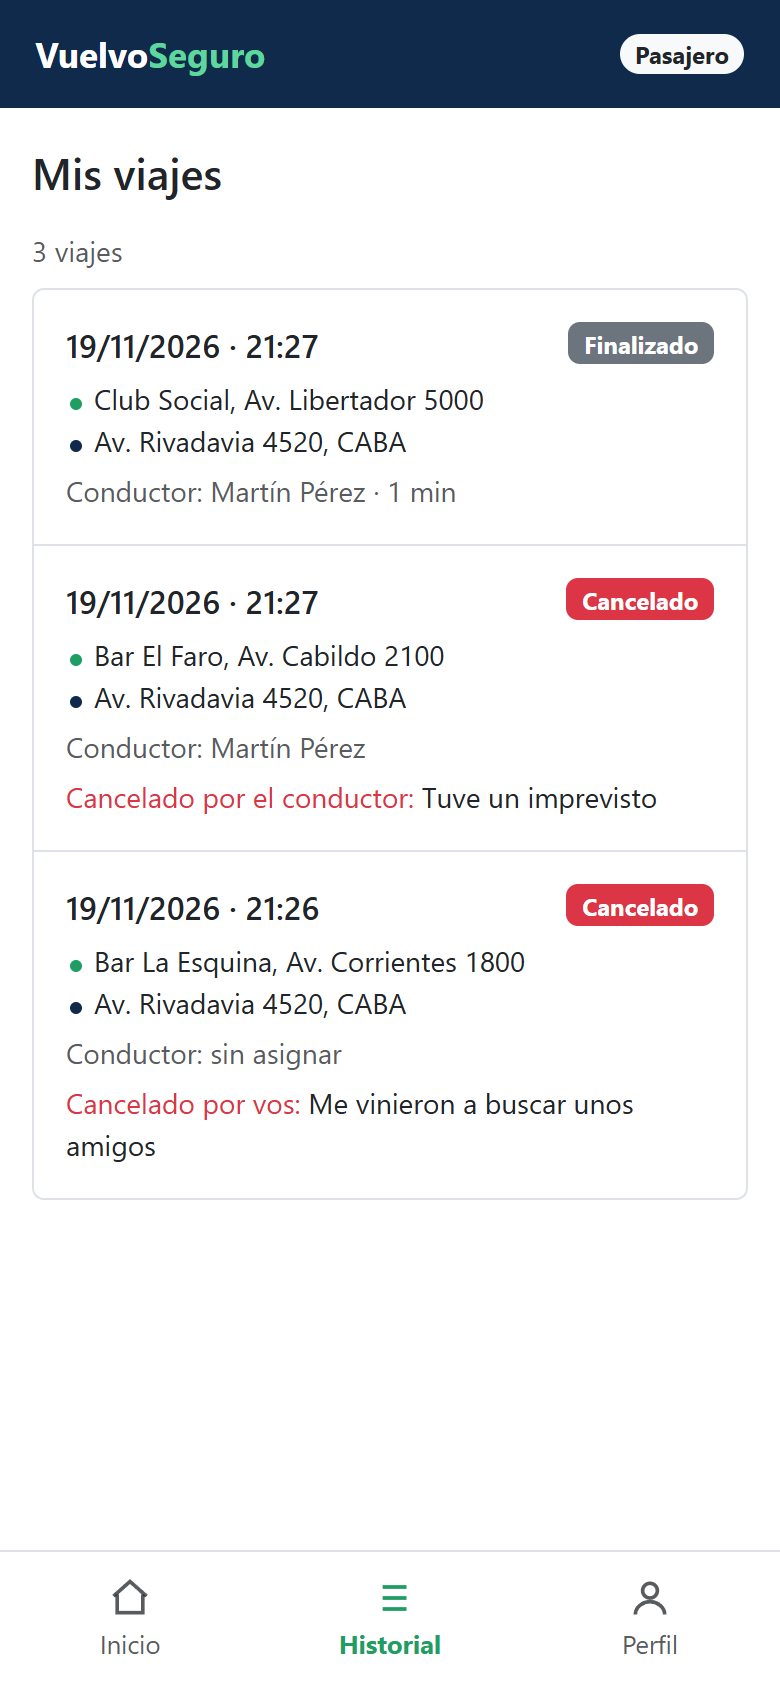 VuelvoSeguro
Pasajero
Mis viajes
3 viajes
19/11/2026 · 21:27
Finalizado
Club Social, Av. Libertador 5000
Av. Rivadavia 4520, CABA
Conductor: Martín Pérez · 1 min
19/11/2026 · 21:27
Cancelado
Bar El Faro, Av. Cabildo 2100
Av. Rivadavia 4520, CABA
Conductor: Martín Pérez
Cancelado por el conductor: Tuve un imprevisto
19/11/2026 · 21:26
Cancelado
Bar La Esquina, Av. Corrientes 1800
Av. Rivadavia 4520, CABA
Conductor: sin asignar
Cancelado por vos: Me vinieron a buscar unos
amigos
Inicio
Historial
Perfil